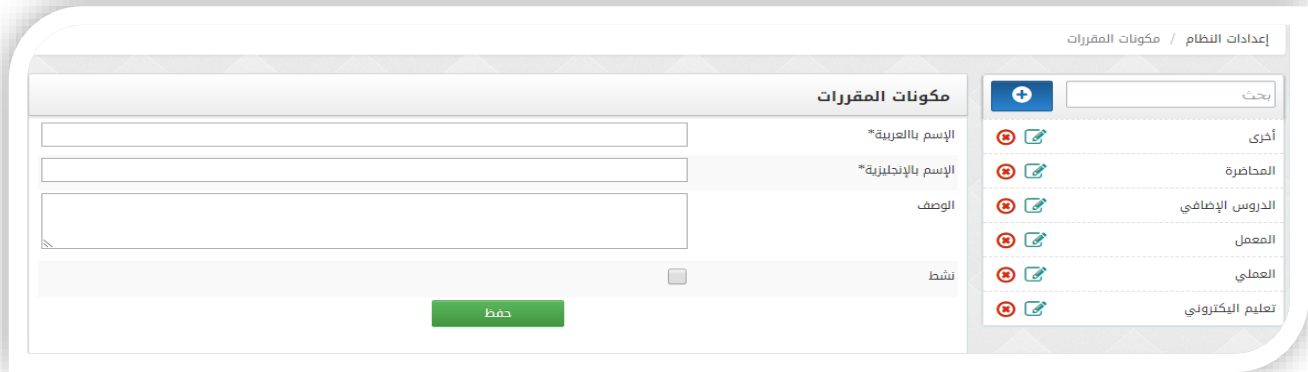 إعدادات النظام / مكونات المقررات
بحث
أخرى
المحاضرة
الدروس الإضافي
المعمل
العملي
تعليم اليكتروني
مكونات المقررات
الإسم باالعربية*
الإسم بالإنجليزية*
الوصف
نشط
حفظ